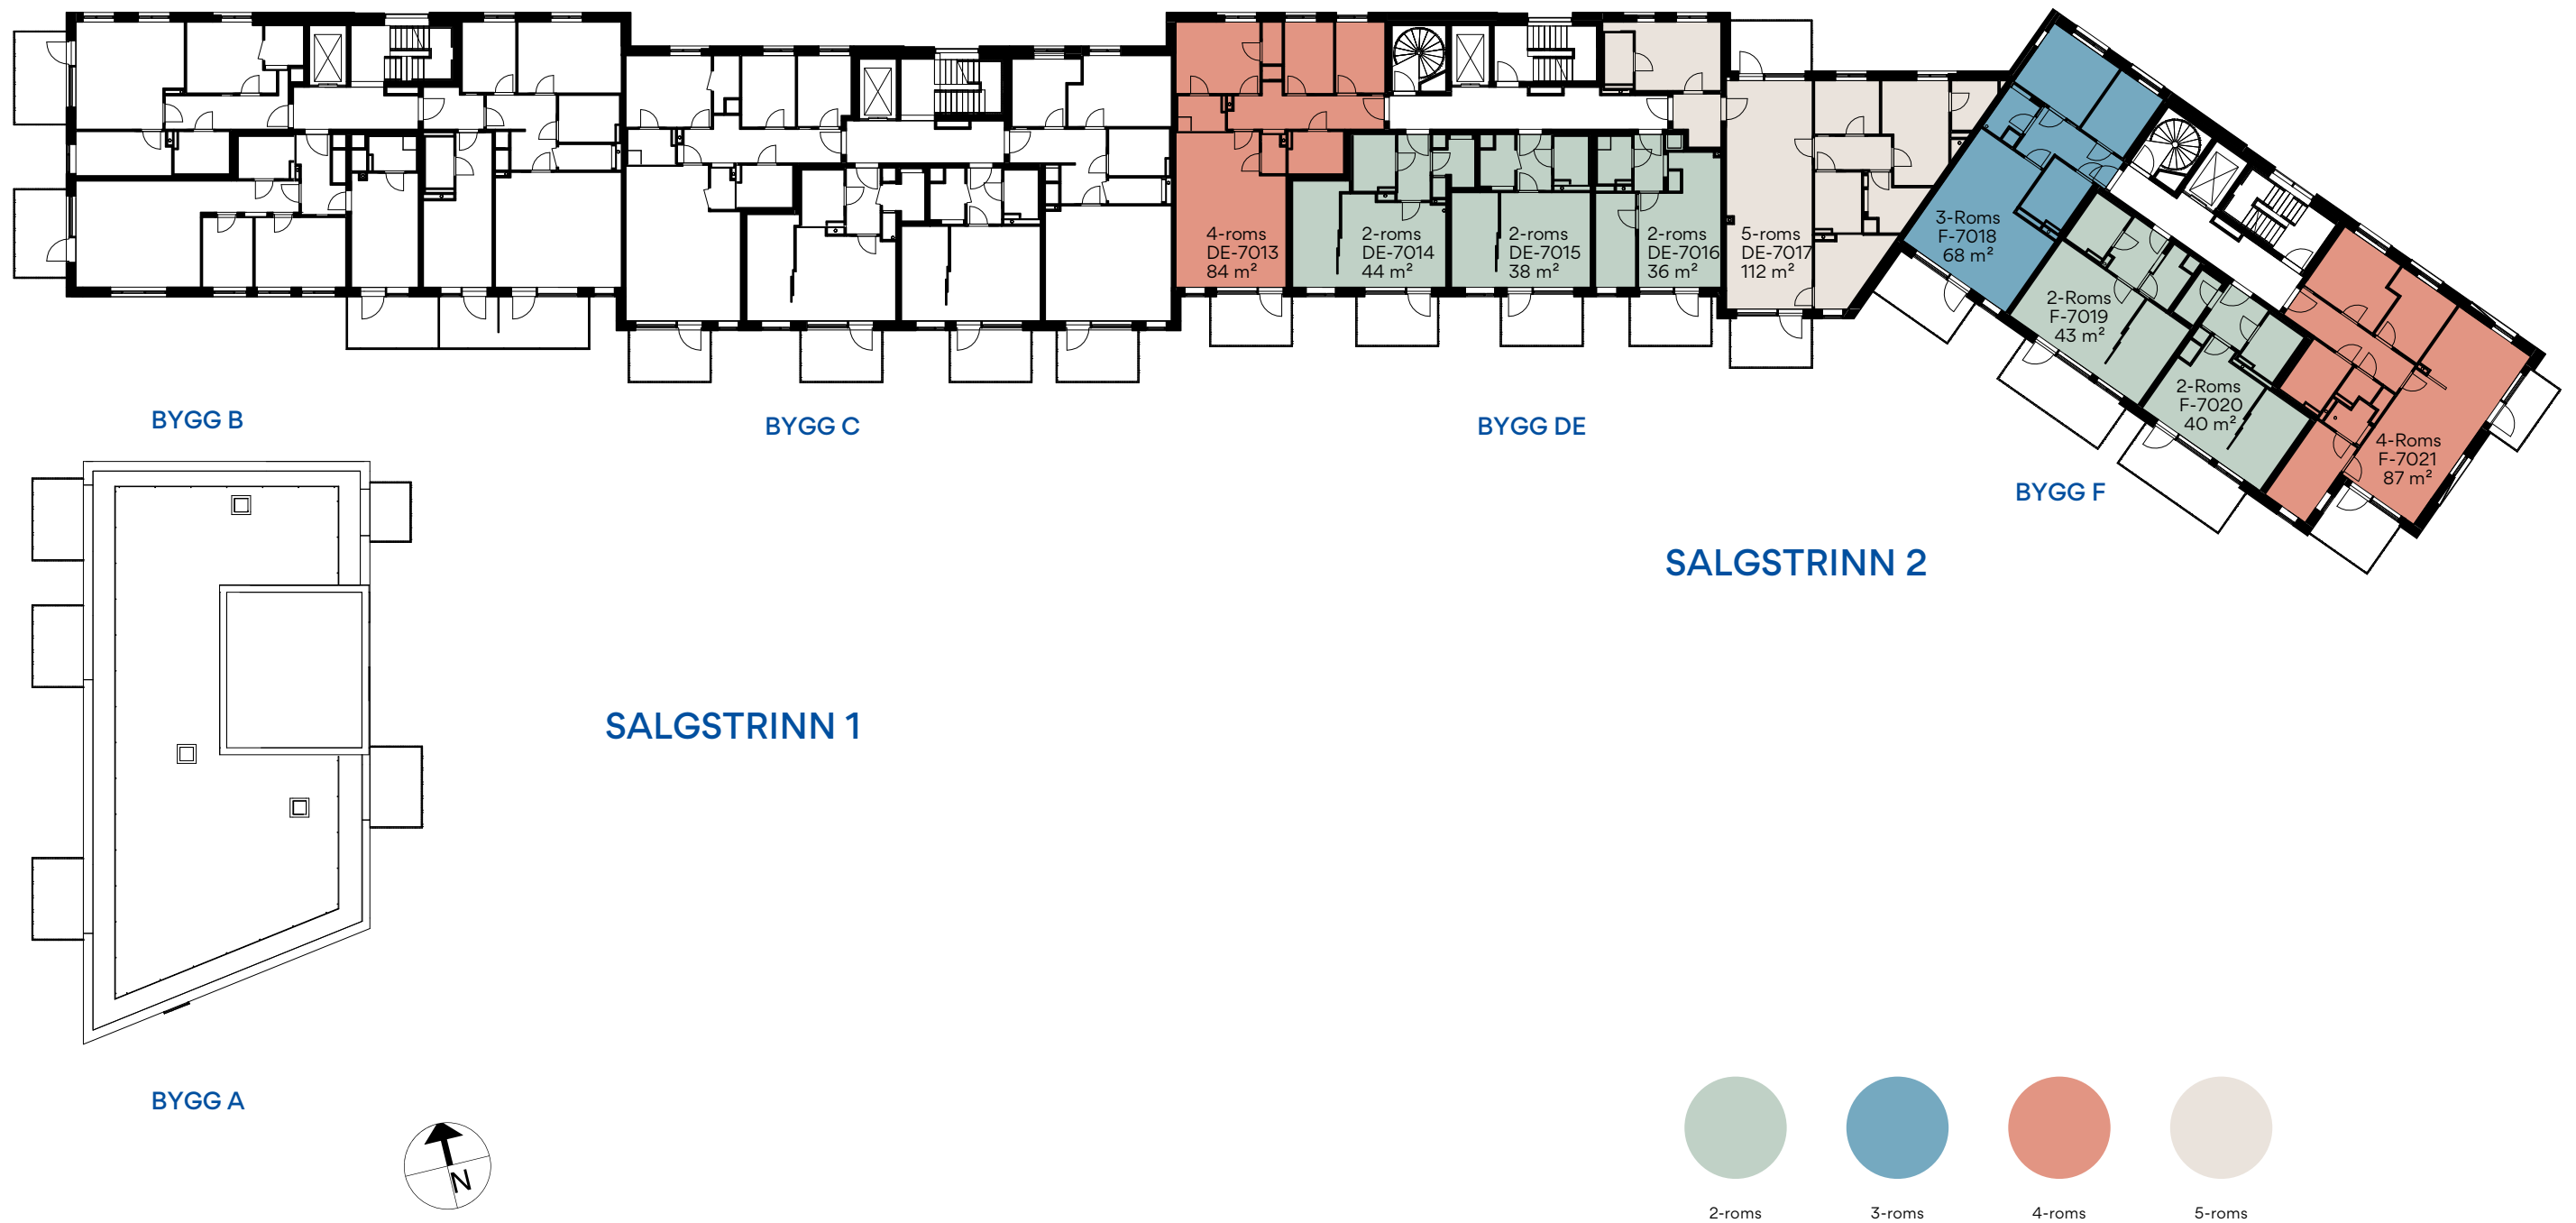 4-roms
DE-7013
84 m²
2-roms
DE-7014
44 m²
2-roms
DE-7015
38 m²
2-roms
DE-7016
36 m²
5-roms
DE-7017
112 m²
3-Roms
F-7018
68 m²
2-Roms
F-7019
43 m²
2-Roms
F-7020
40 m²
4-Roms
F-7021
87 m²
BYGG B
BYGG C
BYGG DE
BYGG F
SALGSTRINN 2
SALGSTRINN 1
BYGG A
N
2-roms
3-roms
4-roms
5-roms